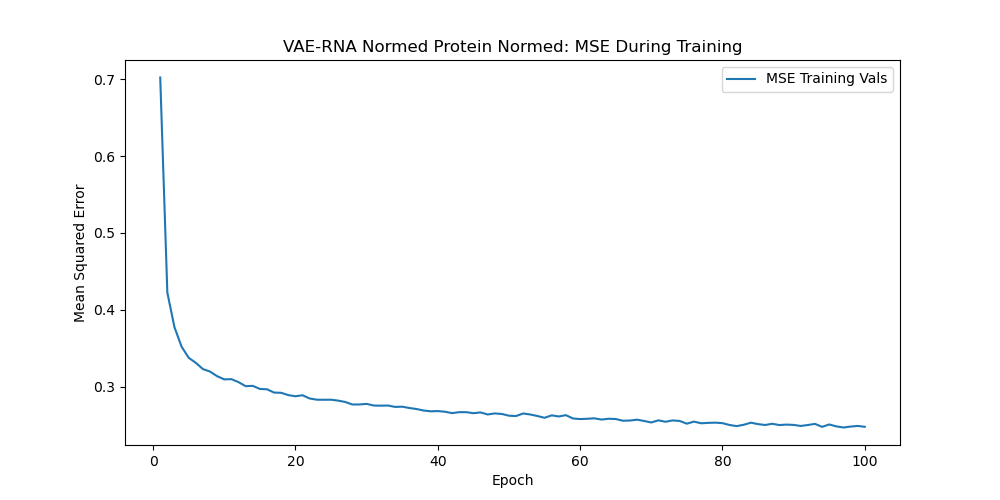 VAE-RNA Normed Protein Normed: MSE During Training
MSE Training Vals
Mean Squared Error
0.7
0.6
0.5
0.4
0.3
0 20 40 60 80 100
Epoch